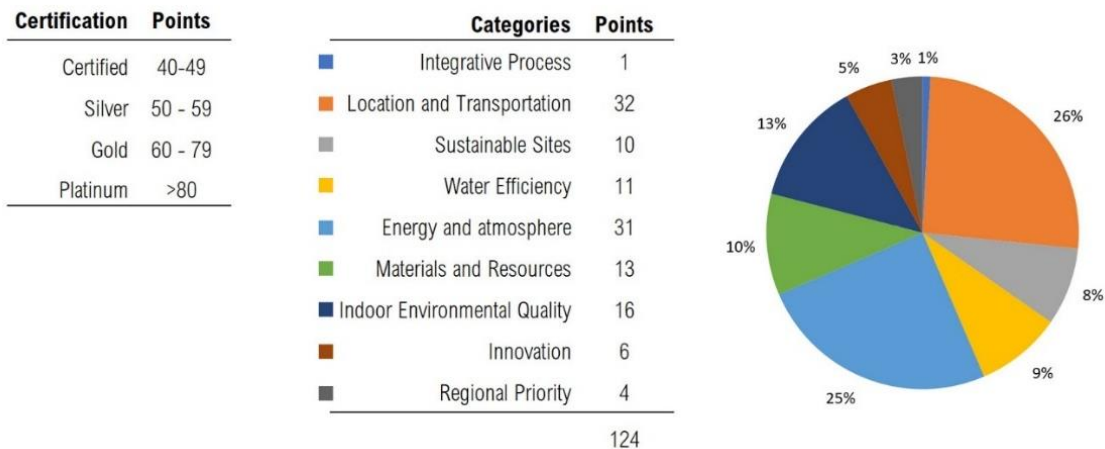 Certification Points
Certified 40-49
Silver 50 - 59
Gold 60 - 79
Platinum >80
Categories Points
Integrative Process 1
Location and Transportation 32
Sustainable Sites 10
Water Efficiency 11
Energy and atmosphere 31
Materials and Resources 13
Indoor Environmental Quality 16
Innovation 6
Regional Priority 4
124
1%
26%
8%
9%
25%
10%
13%
5%
3%